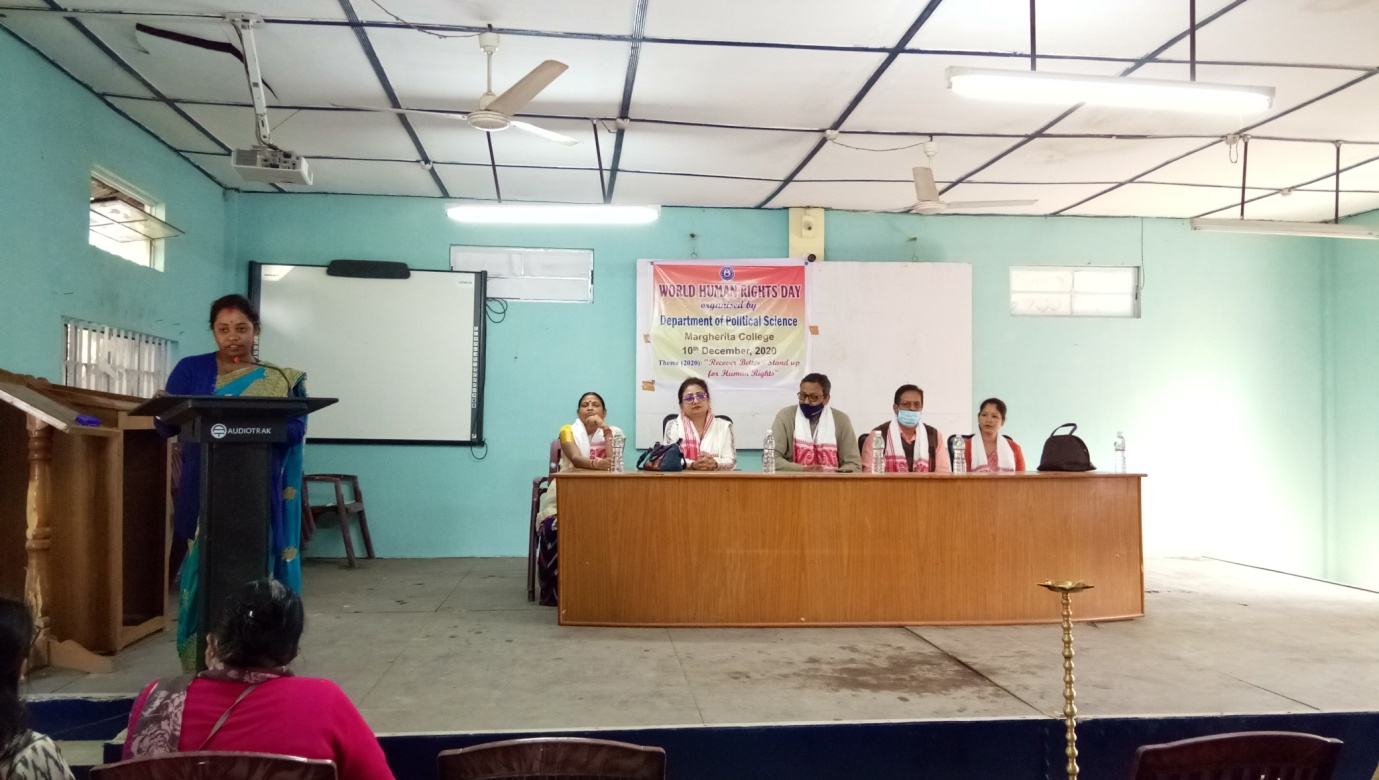 WORLD HUMAN RIGHTS DAY
organised by
Department of Political Science
Margherita College
10th December, 2020
Theme (2020): "Recover Better - Stand up
for Human Rights"
AUDIOTRAK